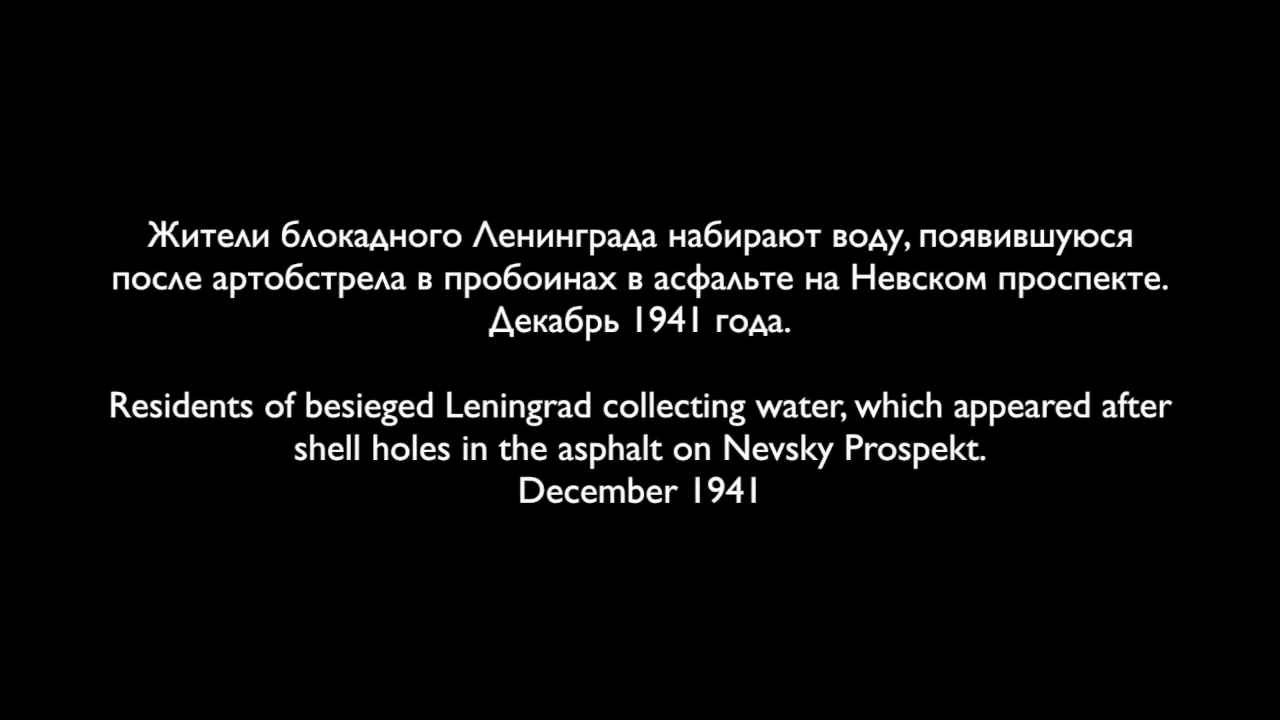 Жители блокадного Ленинграда набирают воду, появившуюся
после артобстрела в пробоинах в асфальте на Невском проспекте.
Декабрь 1941 года.
Residents of besieged Leningrad collecting water, which appeared after
shell holes in the asphalt on Nevsky Prospekt.
December 1941